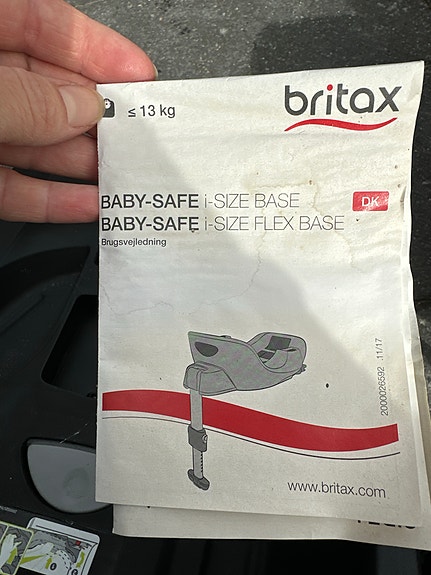 ≤ 13 kg
britax
BABY-SAFE i-SIZE BASE
DK
BABY-SAFE i-SIZE FLEX BASE
Brugsvejledning
2000026592 .11/17
www.britax.com